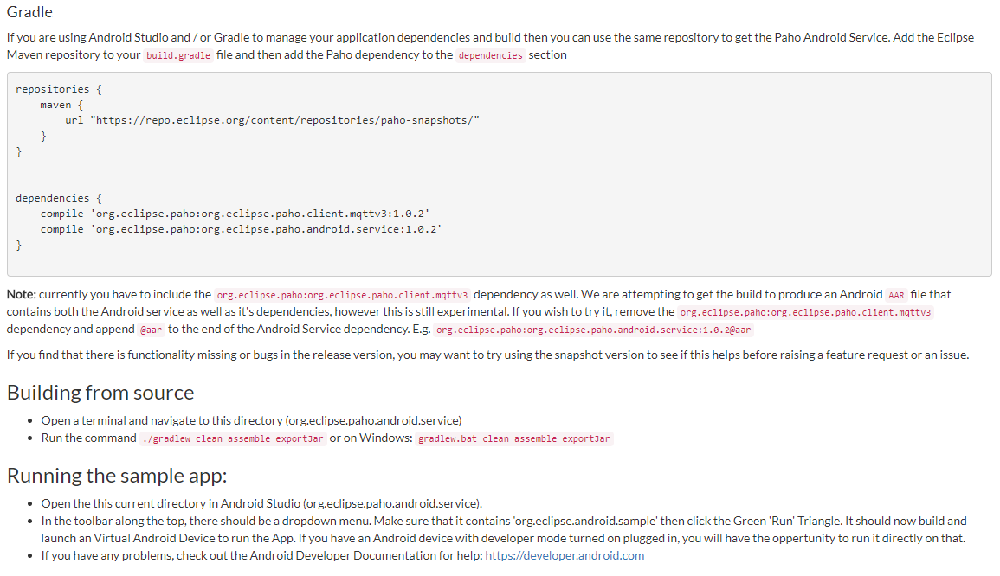 Gradle
If you are using Android Studio and / or Gradle to manage your application dependencies and build then you can use the same repository to get the Paho Android Service. Add the Eclipse
Maven repository to your build.gradle file and then add the Paho dependency to the dependencies section
repositories {
    maven {
        url "https://repo.eclipse.org/content/repositories/paho-snapshots/"
    }
}
dependencies {
    compile 'org.eclipse.paho:org.eclipse.paho.client.mqttv3:1.0.2'
    compile 'org.eclipse.paho:org.eclipse.paho.android.service:1.0.2'
}
Note: currently you have to include the org.eclipse.paho:org.eclipse.paho.client.mqttv3 dependency as well. We are attempting to get the build to produce an Android AAR file that
contains both the Android service as well as it's dependencies, however this is still experimental. If you wish to try it, remove the org.eclipse.paho:org.eclipse.paho.client.mqttv3
dependency and append @aar to the end of the Android Service dependency. E.g. org.eclipse.paho:org.eclipse.paho.android.service:1.0.2@aar
If you find that there is functionality missing or bugs in the release version, you may want to try using the snapshot version to see if this helps before raising a feature request or an issue.
Building from source
• Open a terminal and navigate to this directory (org.eclipse.paho.android.service)
• Run the command ./gradlew clean assemble exportJar or on Windows: gradlew.bat clean assemble exportJar
Running the sample app:
• Open the this current directory in Android Studio (org.eclipse.paho.android.service).
• In the toolbar along the top, there should be a dropdown menu. Make sure that it contains 'org.eclipse.android.sample' then click the Green 'Run' Triangle. It should now build and
launch an Virtual Android Device to run the App. If you have an Android device with developer mode turned on plugged in, you will have the oppertunity to run it directly on that.
• If you have any problems, check out the Android Developer Documentation for help: https://developer.android.com